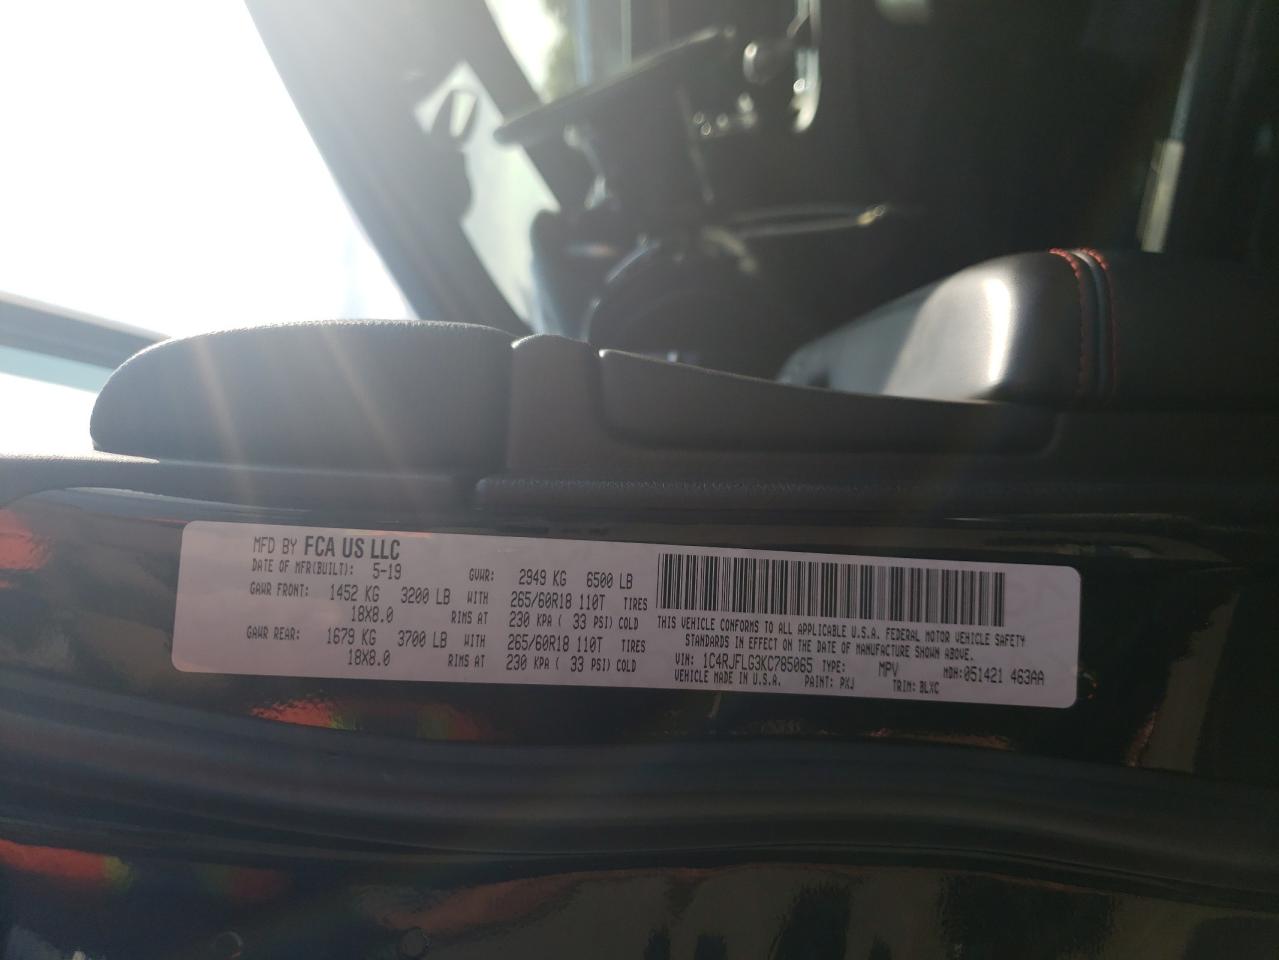 MFD BY FCA US LLC
DATE OF MFR(BUILT): 5-19 GVWR: 2949 KG 6500 LB
GAWR FRONT: 1452 KG 3200 LB WITH 265/60R18 110T TIRES
18X8.0 RIMS AT 230 KPA ( 33 PSI) COLD
GAWR REAR: 1679 KG 3700 LB WITH 265/60R18 110T TIRES
18X8.0 RIMS AT 230 KPA ( 33 PSI) COLD
THIS VEHICLE CONFORMS TO ALL APPLICABLE U.S.A. FEDERAL MOTOR VEHICLE SAFETY
STANDARDS IN EFFECT ON THE DATE OF MANUFACTURE SHOWN ABOVE.
VIN: 1C4RJFLG3KC785065 TYPE: MPV MDH: 051421 463AA
VEHICLE MADE IN U.S.A. PAINT: PXJ TRIM: BLXC